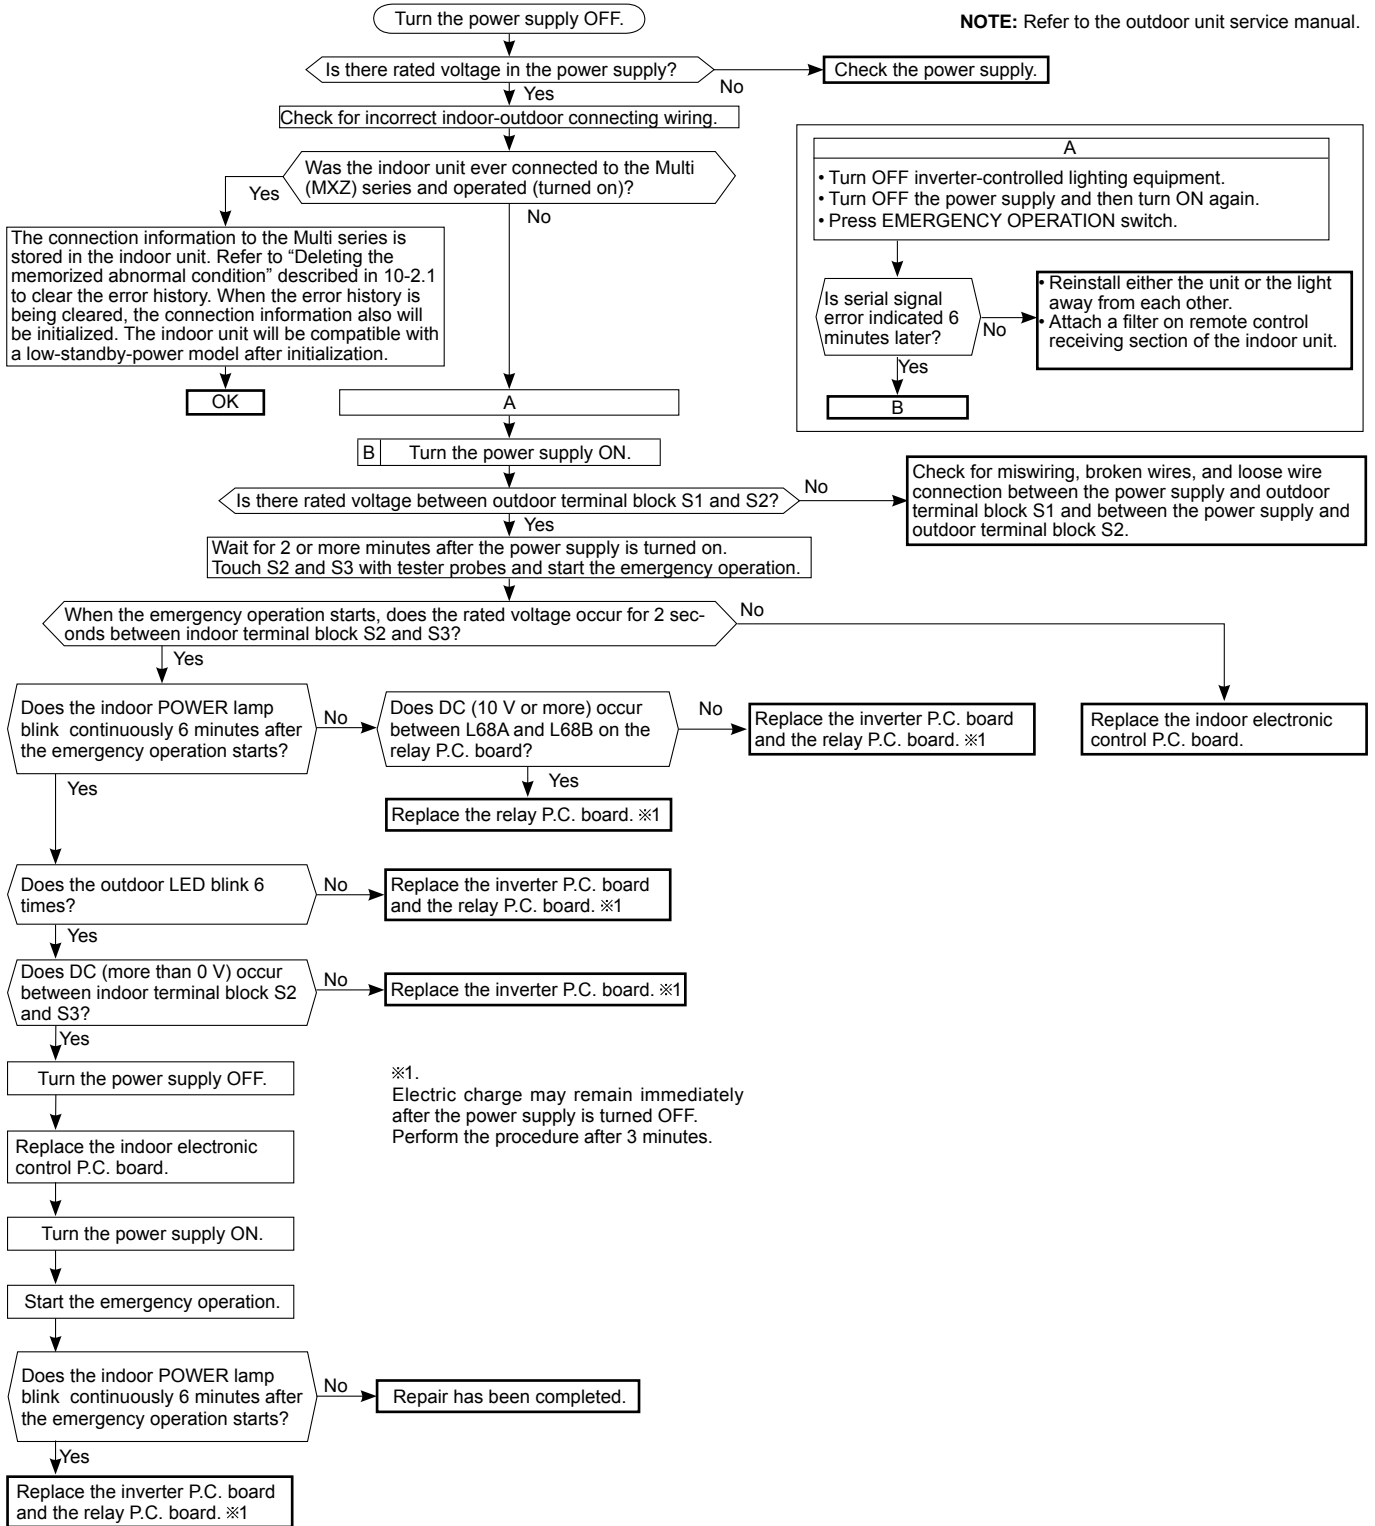 Turn the power supply OFF.
NOTE: Refer to the outdoor unit service manual.
Is there rated voltage in the power supply?
No
Check the power supply.
Yes
Check for incorrect indoor-outdoor connecting wiring.
Was the indoor unit ever connected to the Multi
(MXZ) series and operated (turned on)?
Yes
No
The connection information to the Multi series is
stored in the indoor unit. Refer to “Deleting the
memorized abnormal condition” described in 10-2.1
to clear the error history. When the error history is
being cleared, the connection information also will
be initialized. The indoor unit will be compatible with
a low-standby-power model after initialization.
OK
A
• Turn OFF inverter-controlled lighting equipment.
• Turn OFF the power supply and then turn ON again.
• Press EMERGENCY OPERATION switch.
Is serial signal
error indicated 6
minutes later?
No
• Reinstall either the unit or the light
away from each other.
• Attach a filter on remote control
receiving section of the indoor unit.
Yes
B
A
B Turn the power supply ON.
Is there rated voltage between outdoor terminal block S1 and S2?
No
Check for miswiring, broken wires, and loose wire
connection between the power supply and outdoor
terminal block S1 and between the power supply and
outdoor terminal block S2.
Yes
Wait for 2 or more minutes after the power supply is turned on.
Touch S2 and S3 with tester probes and start the emergency operation.
When the emergency operation starts, does the rated voltage occur for 2 sec-
onds between indoor terminal block S2 and S3?
No
Yes
Does the indoor POWER lamp
blink continuously 6 minutes after
the emergency operation starts?
No
Does DC (10 V or more) occur
between L68A and L68B on the
relay P.C. board?
No
Replace the inverter P.C. board
and the relay P.C. board. ※1
Replace the indoor electronic
control P.C. board.
Yes
Yes
Replace the relay P.C. board. ※1
Does the outdoor LED blink 6
times?
No
Replace the inverter P.C. board
and the relay P.C. board. ※1
Yes
Does DC (more than 0 V) occur
between indoor terminal block S2
and S3?
No
Replace the inverter P.C. board. ※1
Yes
Turn the power supply OFF.
※1.
Electric charge may remain immediately
after the power supply is turned OFF.
Perform the procedure after 3 minutes.
Replace the indoor electronic
control P.C. board.
Turn the power supply ON.
Start the emergency operation.
Does the indoor POWER lamp
blink continuously 6 minutes after
the emergency operation starts?
No
Repair has been completed.
Yes
Replace the inverter P.C. board
and the relay P.C. board. ※1